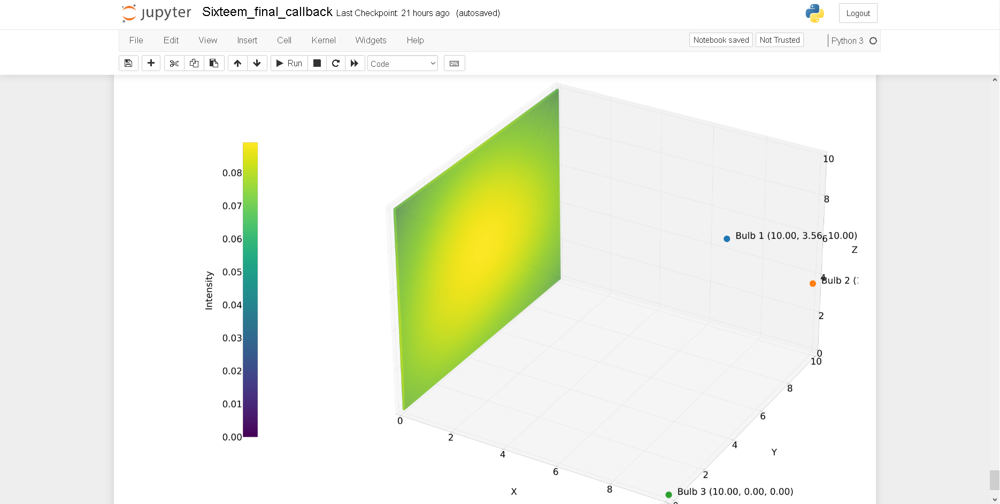 jupyter Sixteem_final_callback Last Checkpoint: 21 hours ago (autosaved) Logout
File Edit View Insert Cell Kernel Widgets Help Notebook saved Not Trusted Python 3
Run Code
10
0.08
8
0.07
Bulb 1 (10.00, 3.56, 10.00)
6
0.06
Z
0.05
4
Bulb 2 (
Intensity
0.04
2
0.03
0
10
0.02
8
0.01
6
0
0.00
2
4
Y
4
6
2
8
X
Bulb 3 (10.00, 0.00, 0.00)